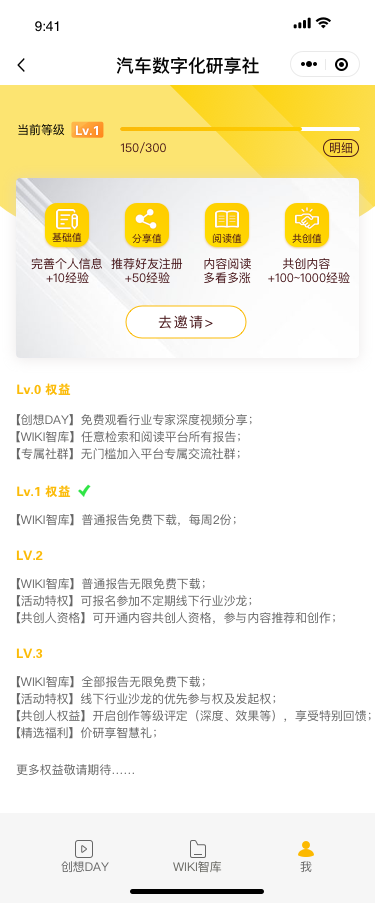 9:41
汽车数字化研享社
当前等级 Lv.1
150/300 明细
基础值 分享值 阅读值 共创值
完善个人信息 推荐好友注册 内容阅读 共创内容
+10经验 +50经验 多看多涨 +100~1000经验
去邀请>
Lv.0 权益
【创想DAY】免费观看行业专家深度视频分享；
【WIKI智库】任意检索和阅读平台所有报告；
【专属社群】无门槛加入平台专属交流社群；
Lv.1 权益
【WIKI智库】普通报告免费下载，每周2份；
LV.2
【WIKI智库】普通报告无限免费下载；
【活动特权】可报名参加不定期线下行业沙龙；
【共创人资格】可开通内容共创人资格，参与内容推荐和创作；
LV.3
【WIKI智库】全部报告无限免费下载；
【活动特权】线下行业沙龙的优先参与权及发起权；
【共创人权益】开启创作等级评定（深度、效果等），享受特别回馈；
【精选福利】价研享智慧礼；
更多权益敬请期待……
创想DAY WIKI智库 我